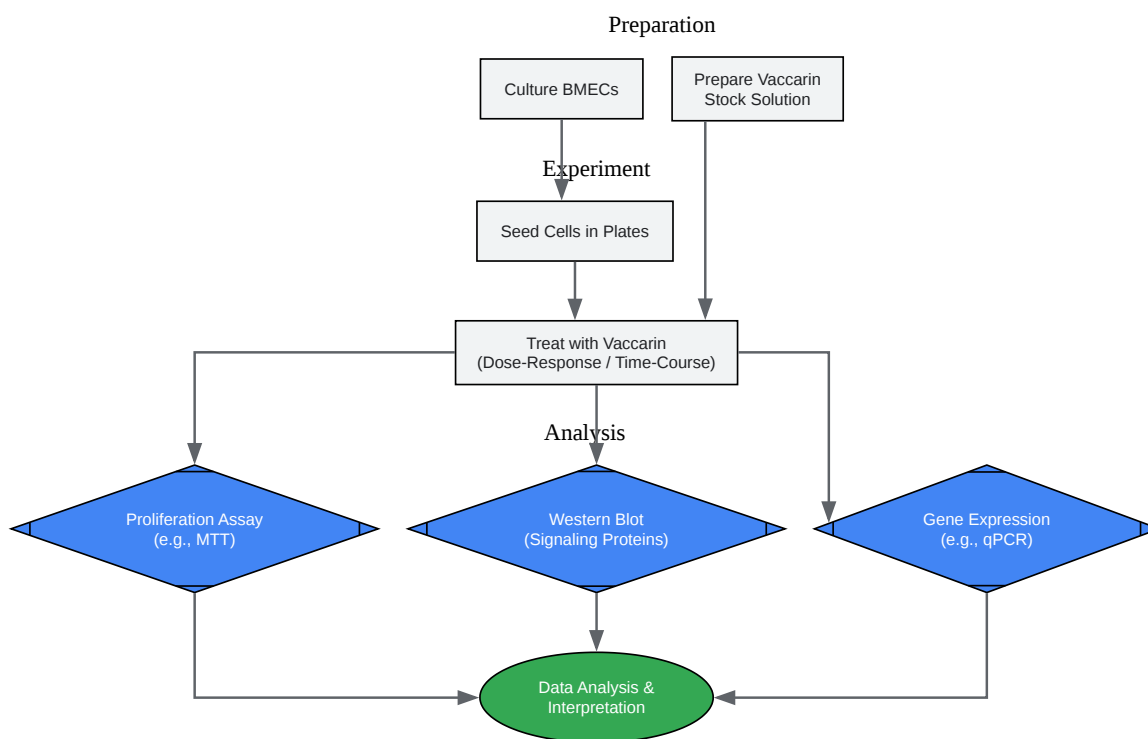 Preparation
Culture BMECs
Prepare Vaccarin
Stock Solution
Experiment
Seed Cells in Plates
Treat with Vaccarin
(Dose-Response / Time-Course)
Analysis
Proliferation Assay
(e.g., MTT)
Western Blot
(Signaling Proteins)
Gene Expression
(e.g., qPCR)
Data Analysis &
Interpretation